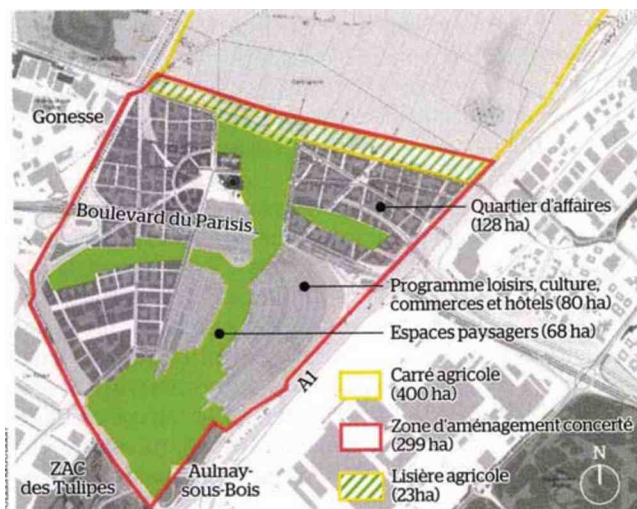 Gonesse
Boulevard du Parisis
Quartier d'affaires
(128 ha)
Programme loisirs, culture,
commerces et hôtels (80 ha)
Espaces paysagers (68 ha)
A1
Carré agricole
(400 ha)
Zone d'aménagement concerté
(299 ha)
Lisière agricole
(23ha)
ZAC
des Tulipes
Aulnay-
sous-Bois
N